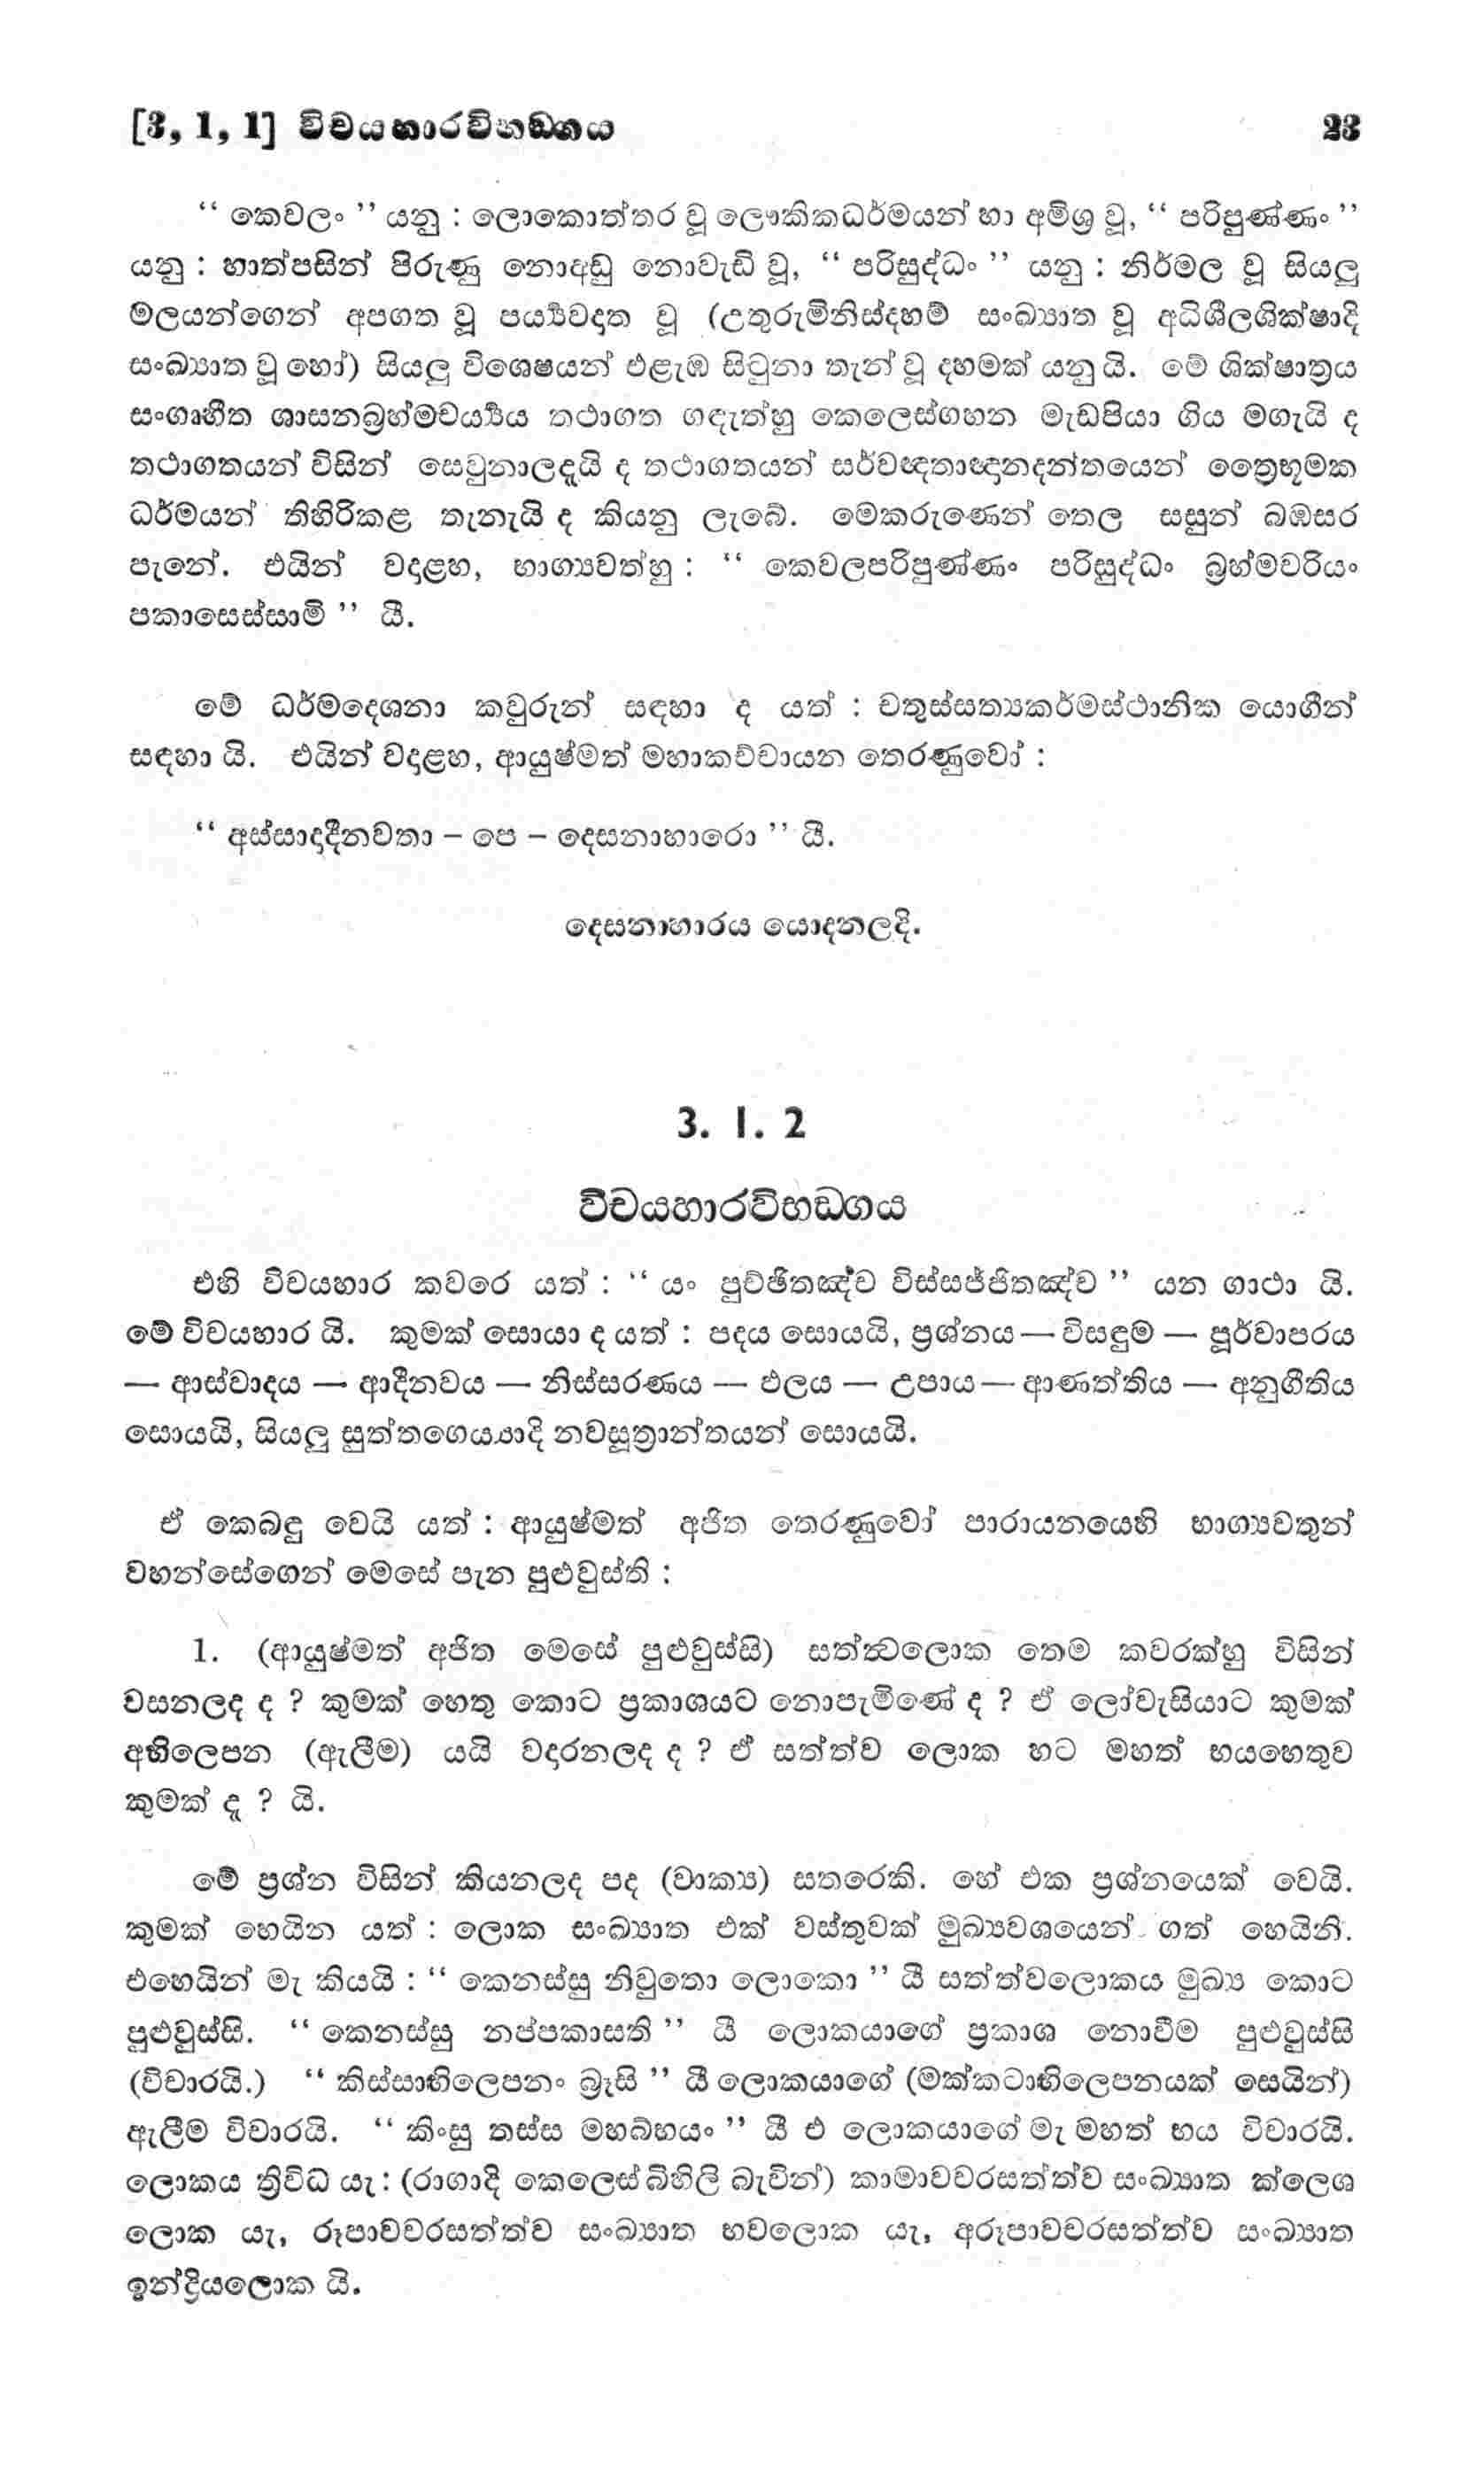 [3, 1, 1] විචයහාරවිභඞ්ගය 23
“ කෙවලං ” යනු : ලොකොත්තර වූ ලෞකිකධර්මයන් හා අමිශ්‍ර වූ, “ පරිපුණ්ණං ”
යනු : හාත්පසින් පිරුණු නොඅඩු නොවැඩි වූ, “ පරිසුද්ධං ” යනු : නිර්මල වූ සියලු
මලයන්ගෙන් අපගත වූ පර්‍ය්‍යවදාත වූ (උතුරුමිනිස්දහම් සංඛ්‍යාත වූ අධිශීලශික්ෂාදි
සංඛ්‍යාත වූ හෝ) සියලු විශෙෂයන් එළැඹ සිටුනා තැන් වූ දහමක් යනු යි. මේ ශික්ෂාත්‍රය
සංගෘහීත ශාසනබ්‍රහ්මචර්‍ය්‍යය තථාගත ගඳැත්හු කෙලෙස්ගහන මැඩපියා ගිය මගැයි ද
තථාගතයන් විසින් සෙවුනාලදැයි ද තථාගතයන් සර්වඥතාඥානදන්තයෙන් ත්‍රෛභූමක
ධර්මයන් තිහිරිකළ තැනැයි ද කියනු ලැබේ. මෙකරුණෙන් තෙල සසුන් බඹසර
පැනේ. එයින් වදාළහ, භාග්‍යවත්හු : “ කෙවලපරිපුණ්ණං පරිසුද්ධං බ්‍රහ්මචරියං
පකාසෙස්සාමි ” යී.
මේ ධර්මදෙශනා කවුරුන් සඳහා ද යත් : චතුස්සත්‍යකර්මස්ථානික යොගීන්
සඳහා යි. එයින් වදාළහ, ආයුෂ්මත් මහාකච්චායන තෙරණුවෝ :
“ අස්සාදාදීනවතා – පෙ – දෙසනාහාරො ” යී.
දෙසනාහාරය යොදනලදි.
3. 1. 2
විචයහාරවිභඞ්ගය
එහි විචයහාර කවරෙ යත් : “ යං පුච්ඡිතඤ්ච විස්සජ්ජිතඤ්ච ” යන ගාථා යි.
මේ විචයහාර යි. කුමක් සොයා ද යත් : පදය සොයයි, ප්‍රශ්නය — විසඳුම — පූර්වාපරය
— ආස්වාදය — ආදීනවය — නිස්සරණය — ඵලය — උපාය — ආණත්තිය — අනුගීතිය
සොයයි, සියලු සුත්තගෙය්‍යාදි නවසූත්‍රාන්තයන් සොයයි.
ඒ කෙබඳු වෙයි යත් : ආයුෂ්මත් අජිත තෙරණුවෝ පාරායනයෙහි භාග්‍යවතුන්
වහන්සේගෙන් මෙසේ පැන පුළුවුස්ති :
1. (ආයුෂ්මත් අජිත මෙසේ පුළුවුස්සි) සත්ත්‍වලොක තෙම කවරක්හු විසින්
වසනලද ද ? කුමක් හෙතු කොට ප්‍රකාශයට නොපැමිණේ ද ? ඒ ලෝවැසියාට කුමක්
අභිලෙපන (ඇලීම) යයි වදාරනලද ද ? ඒ සත්ත්ව ලොක හට මහත් භයහෙතුව
කුමක් ද ? යි.
මේ ප්‍රශ්න විසින් කියනලද පද (වාක්‍ය) සතරෙකි. හේ එක ප්‍රශ්නයෙක් වෙයි.
කුමක් හෙයින යත් : ලොක සංඛ්‍යාත එක් වස්තුවක් මුඛ්‍යවශයෙන් ගත් හෙයිනි.
එහෙයින් මැ කියයි : “ කෙනස්සු නිවුතො ලොකො ” යී සත්ත්වලොකය මුඛ්‍ය කොට
පුළුවුස්සි. “ කෙනස්සු නප්පකාසති ” යී ලොකයාගේ ප්‍රකාශ නොවීම පුළුවුස්සි
(විචාරයි.) “ කිස්සාභිලෙපනං බ්‍රූසි ” යී ලොකයාගේ (මක්කටාභිලෙපනයක් සෙයින්)
ඇලීම විචාරයි. “ කිංසු තස්ස මහබ්භයං ” යී එ ලොකයාගේ මැ මහත් භය විචාරයි.
ලොකය ත්‍රිවිධ යැ : (රාගාදි කෙලෙස් බිහිලි බැවින්) කාමාවචරසත්ත්ව සංඛ්‍යාත ක්ලෙශ
ලොක යැ, රූපාවචරසත්ත්ව සංඛ්‍යාත භවලොක යැ, අරූපාවචරසත්ත්ව සංඛ්‍යාත
ඉන්ද්‍රියලොක යි.